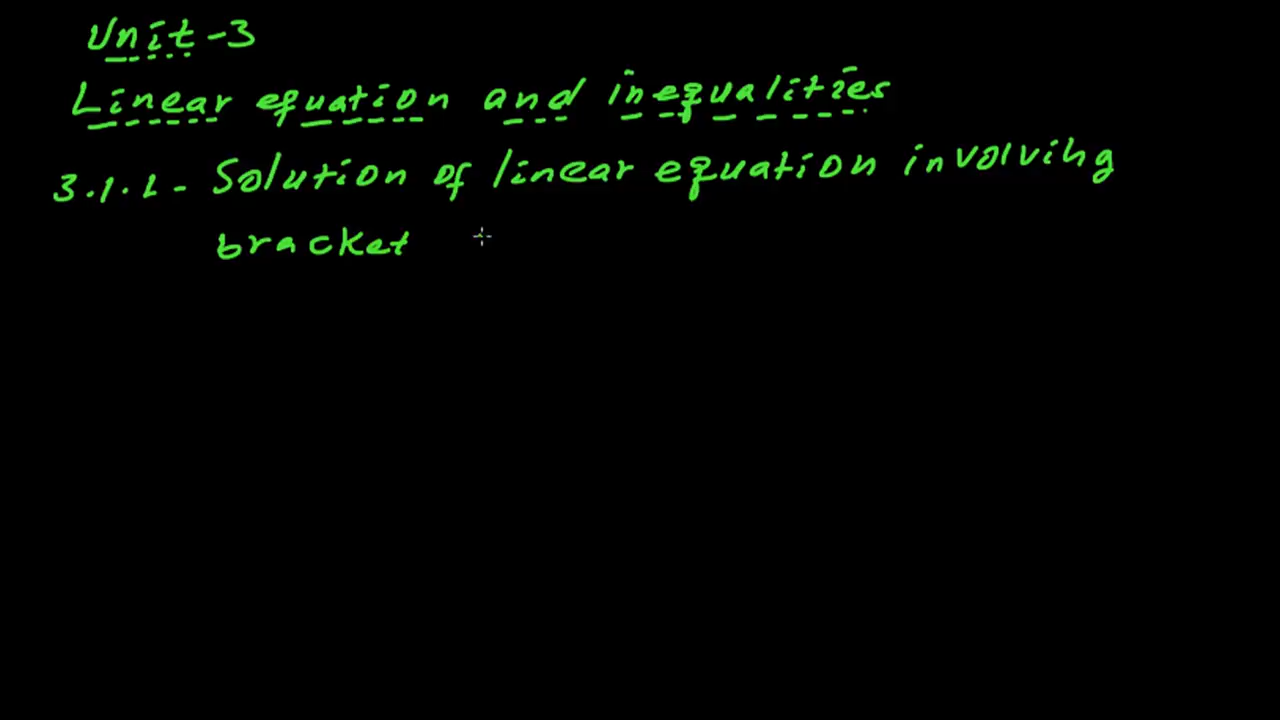 Unit-3
Linear equation and inequalities
3.1.1- Solution of linear equation involving
bracket